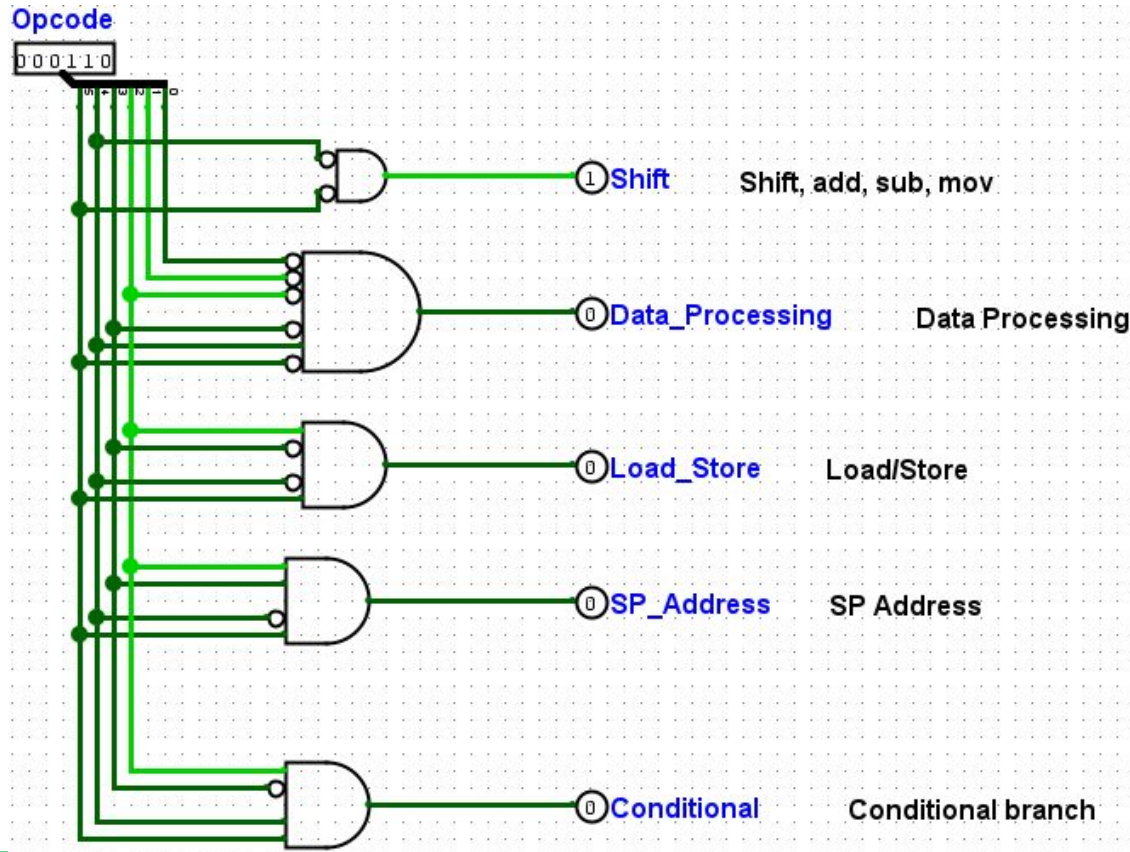 Opcode
000110
5 4 3 2 1 0
1 Shift Shift, add, sub, mov
0 Data_Processing Data Processing
0 Load_Store Load/Store
0 SP_Address SP Address
0 Conditional Conditional branch